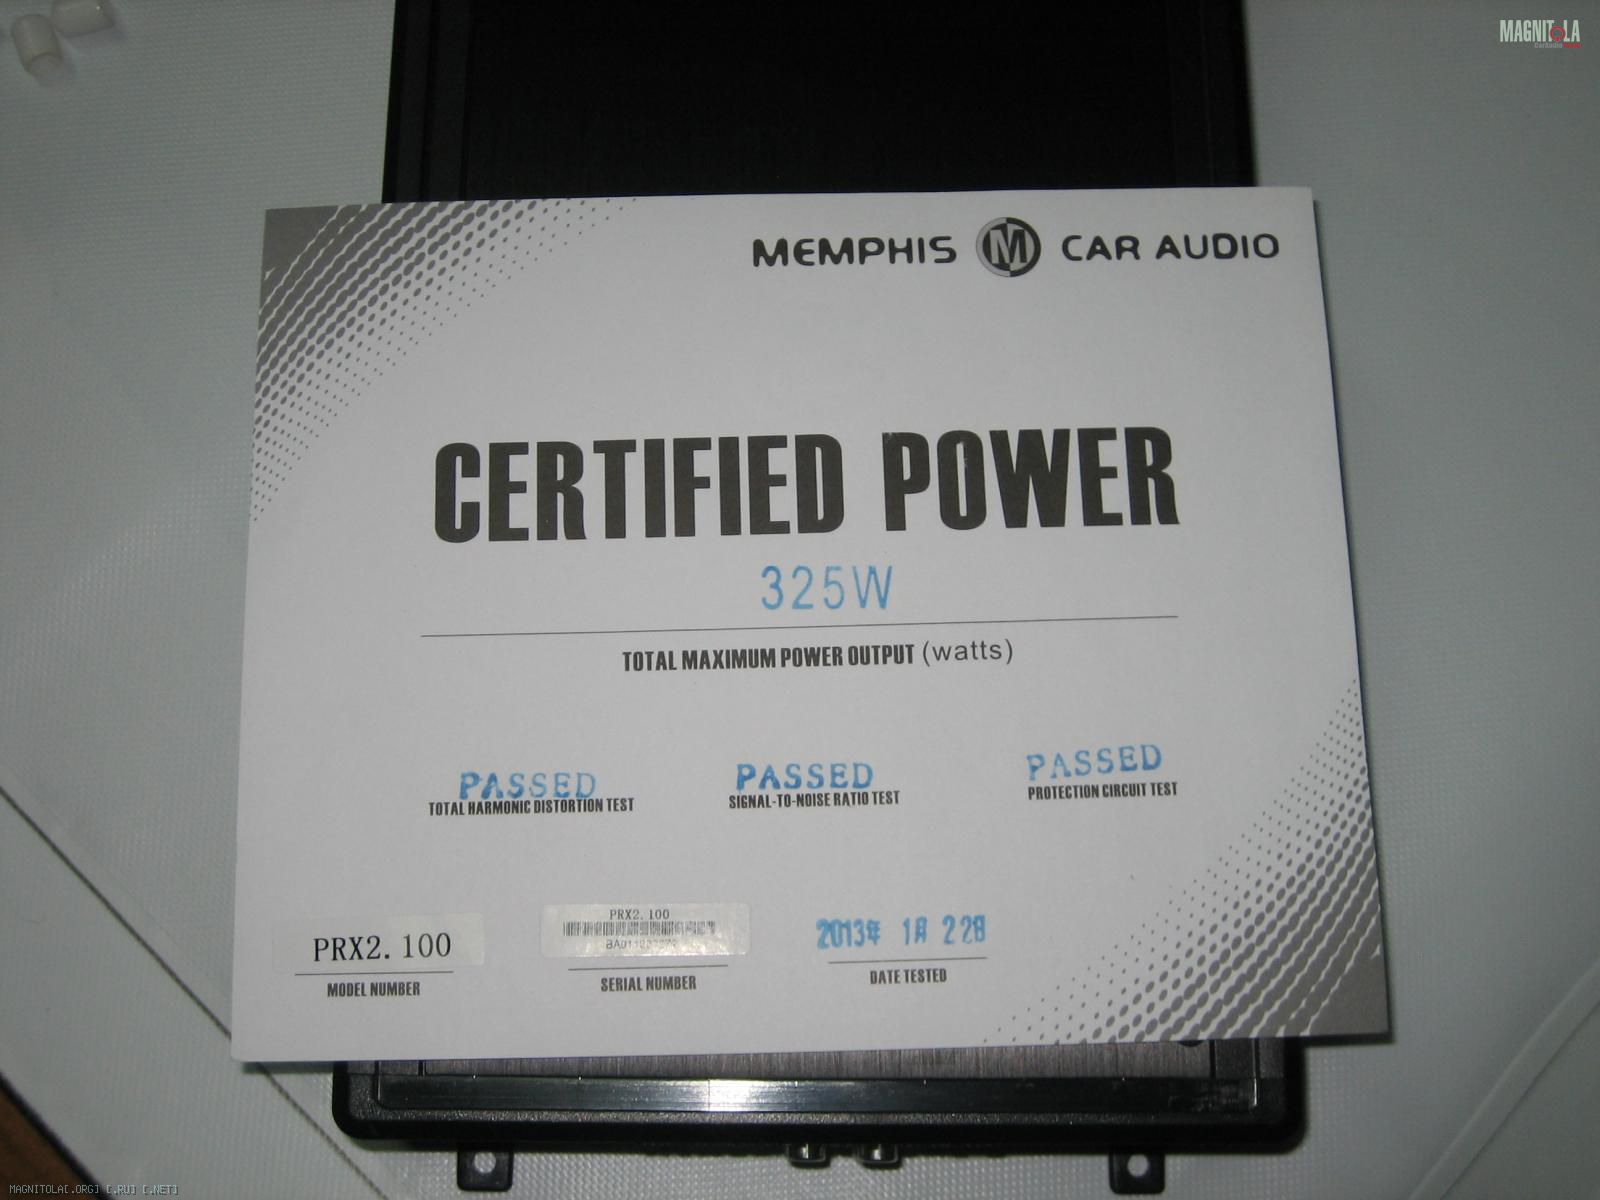 MAGNITOLA
MEMPHIS M CAR AUDIO
CERTIFIED POWER
325W
TOTAL MAXIMUM POWER OUTPUT (watts)
PASSED PASSED PASSED
TOTAL HARMONIC DISTORTION TEST SIGNAL-TO-NOISE RATIO TEST PROTECTION CIRCUIT TEST
PRX2.100
PRX2.100 2013年 1月 22日
MODEL NUMBER SERIAL NUMBER DATE TESTED
MAGNITOLA[.ORG] [.RU] [.NET]